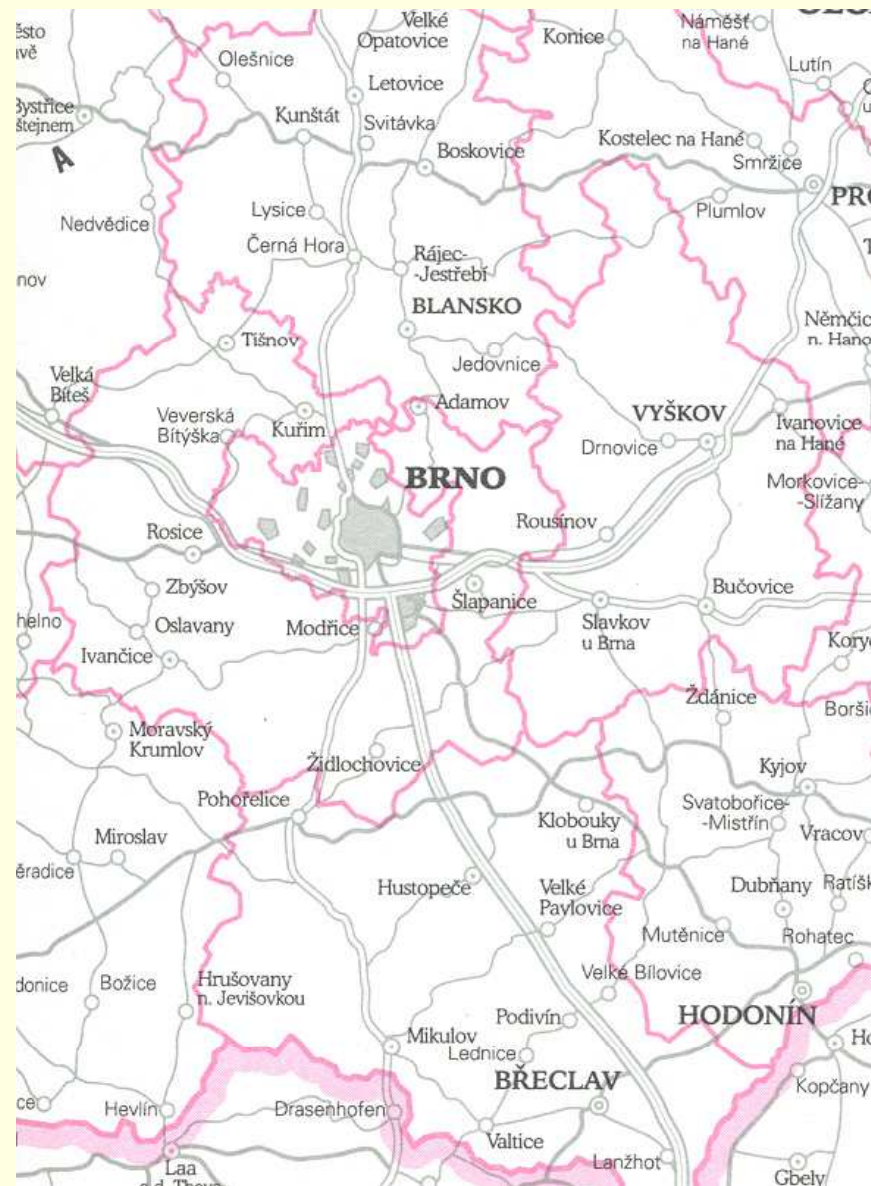 Velké
Opatovice
Konice
Náměšť
na Hané
Olešnice
Lutín
Letovice
Bystřice
Kunštát
Svitávka
Kostelec na Hané
Boskovice
Smržice
A
Nedvědice
Lysice
Plumlov
Černá Hora
Rájec-
-Jestřebí
BLANSKO
n. Hano
Tišnov
Jedovnice
Velká
Bíteš
Adamov
VYŠKOV
Veverská
Bítýška
Kuřim
Ivanovice
na Hané
Drnovice
BRNO
Morkovice-
-Slížany
Rosice
Rousínov
Zbýšov
Šlapanice
Bučovice
Oslavany
Modřice
Slavkov
u Brna
Ivančice
Ždánice
Moravský
Krumlov
Židlochovice
Kyjov
Pohořelice
Klobouky
u Brna
Svatobořice-
-Mistřín
Vracov
Miroslav
Hustopeče
Velké
Pavlovice
Dubňany
Mutěnice
Rohatec
Velké Bílovice
Božice
Hrušovany
n. Jevišovkou
Podivín
HODONÍN
Mikulov
Lednice
BŘECLAV
Kopčany
Hevlín
Drasenhofen
Valtice
Lanžhot
Laa
Gbely